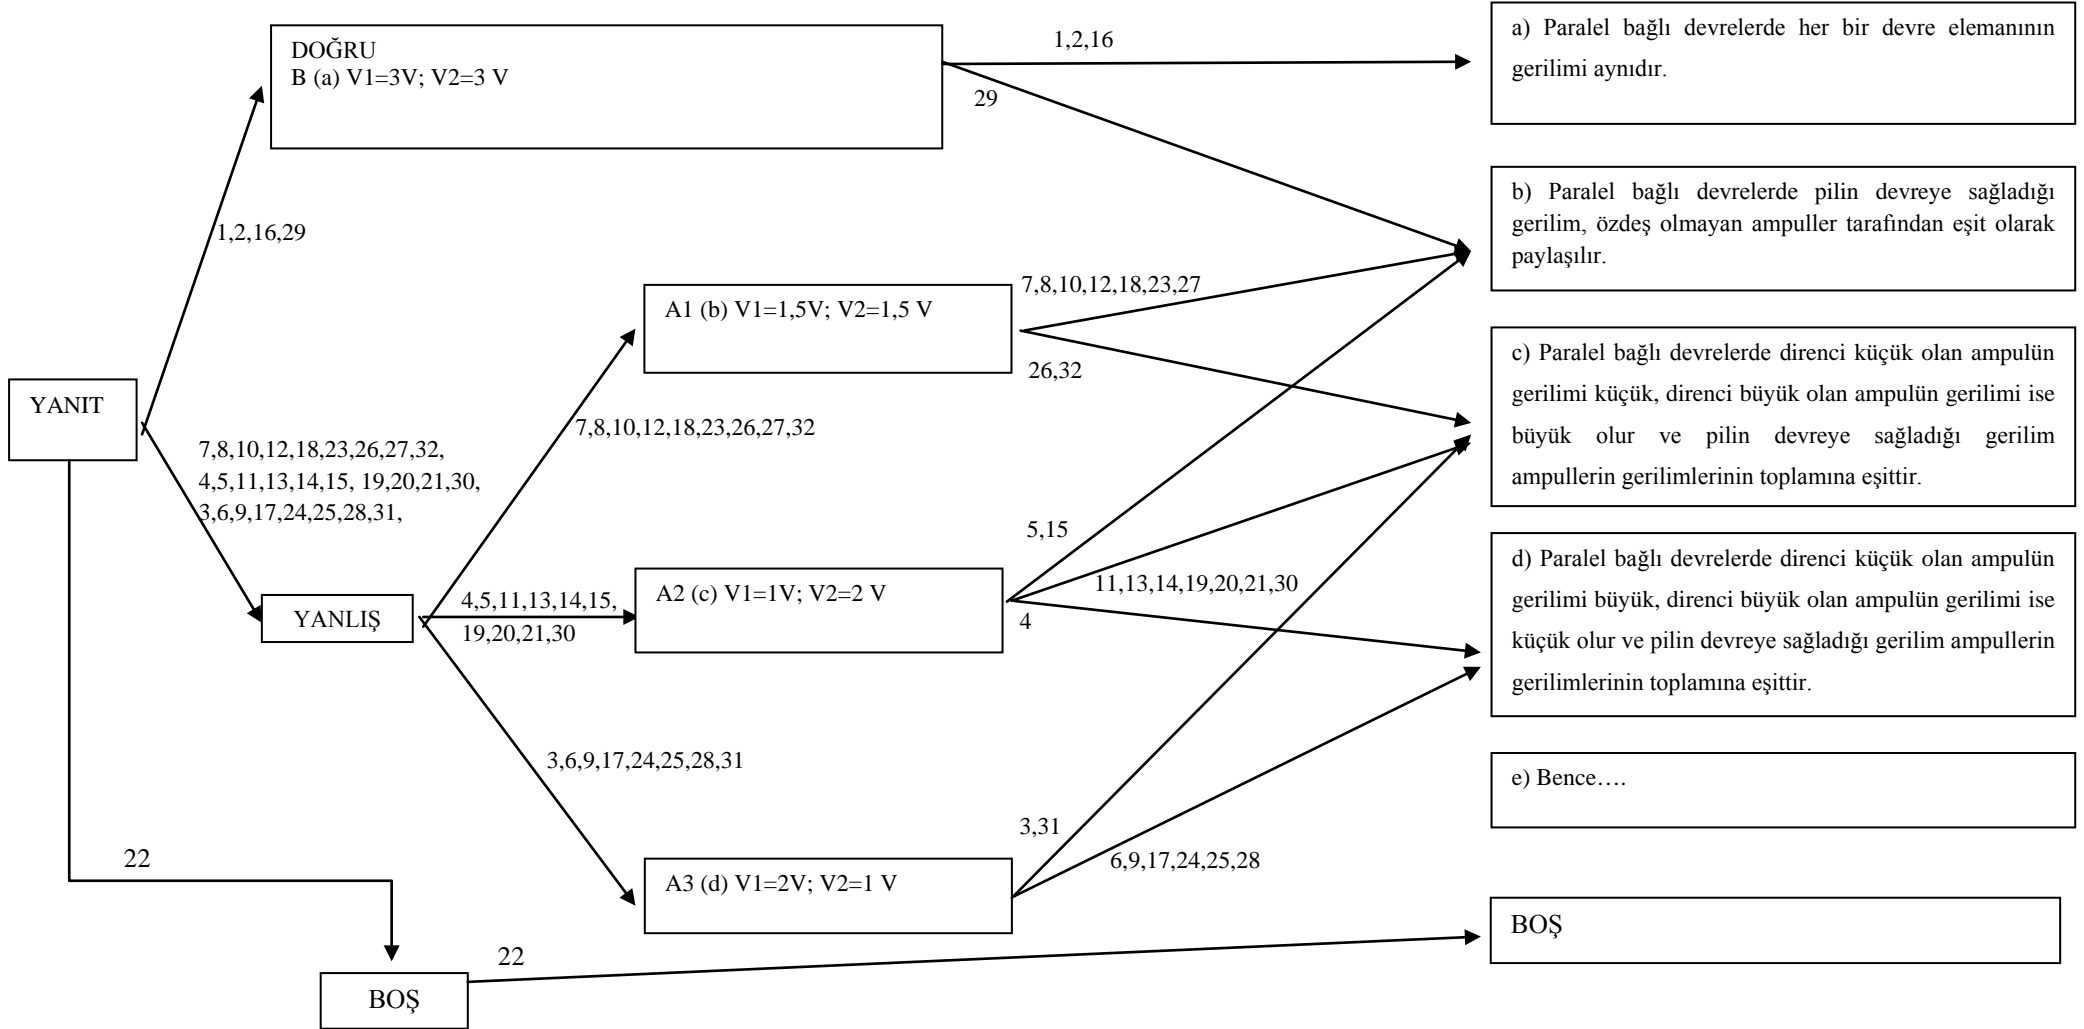 DOĞRU
B (a) V1=3V; V2=3 V
1,2,16
29
a) Paralel bağlı devrelerde her bir devre elemanının
gerilimi aynıdır.
b) Paralel bağlı devrelerde pilin devreye sağladığı
gerilim, özdeş olmayan ampuller tarafından eşit olarak
paylaşılır.
1,2,16,29
A1 (b) V1=1,5V; V2=1,5 V
7,8,10,12,18,23,27
26,32
c) Paralel bağlı devrelerde direnci küçük olan ampulün
gerilimi küçük, direnci büyük olan ampulün gerilimi ise
büyük olur ve pilin devreye sağladığı gerilim
ampullerin gerilimlerinin toplamına eşittir.
YANIT
7,8,10,12,18,23,26,27,32,
4,5,11,13,14,15, 19,20,21,30,
3,6,9,17,24,25,28,31,
7,8,10,12,18,23,26,27,32
YANLIŞ
4,5,11,13,14,15,
19,20,21,30
A2 (c) V1=1V; V2=2 V
5,15
11,13,14,19,20,21,30
4
d) Paralel bağlı devrelerde direnci küçük olan ampulün
gerilimi büyük, direnci büyük olan ampulün gerilimi ise
küçük olur ve pilin devreye sağladığı gerilim ampullerin
gerilimlerinin toplamına eşittir.
3,6,9,17,24,25,28,31
e) Bence….
3,31
6,9,17,24,25,28
A3 (d) V1=2V; V2=1 V
22
BOŞ
22
BOŞ